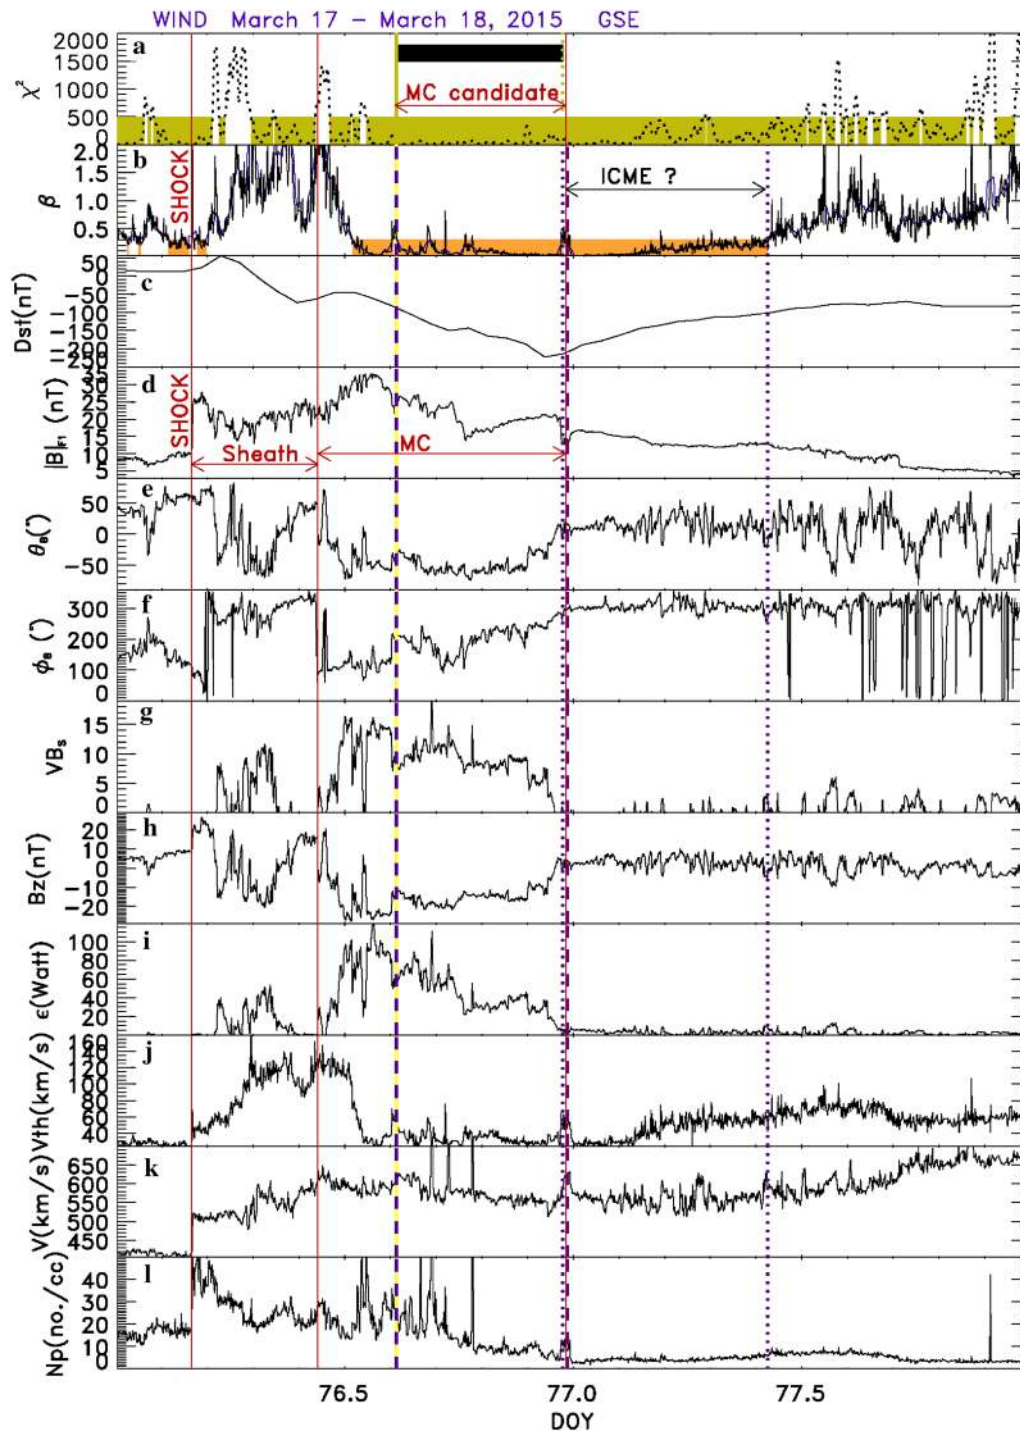 WIND March 17 – March 18, 2015 GSE
a
χ²
2000
1500
1000
500
0
MC candidate
b
β
2.0
1.5
1.0
0.5
SHOCK
ICME ?
c
Dst(nT)
50
0
−50
−100
−150
−200
−250
d
|B| (nT)
35
30
25
20
15
10
5
SHOCK
Sheath
MC
e
θB(°)
50
0
−50
f
ϕB (°)
300
200
100
0
g
VBs
15
10
5
0
h
Bz(nT)
20
10
0
−10
−20
i
ε(Watt)
100
80
60
40
20
j
Vth(km/s)
160
140
120
100
80
60
40
k
V(km/s)
650
600
550
500
450
l
Np(no./cc)
40
30
20
10
0
76.5 77.0 77.5
DOY